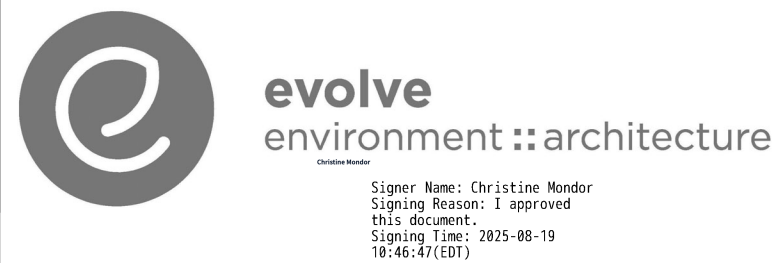 evolve
environment :: architecture
Christine Mondor
Signer Name: Christine Mondor
Signing Reason: I approved
this document.
Signing Time: 2025-08-19
10:46:47(EDT)